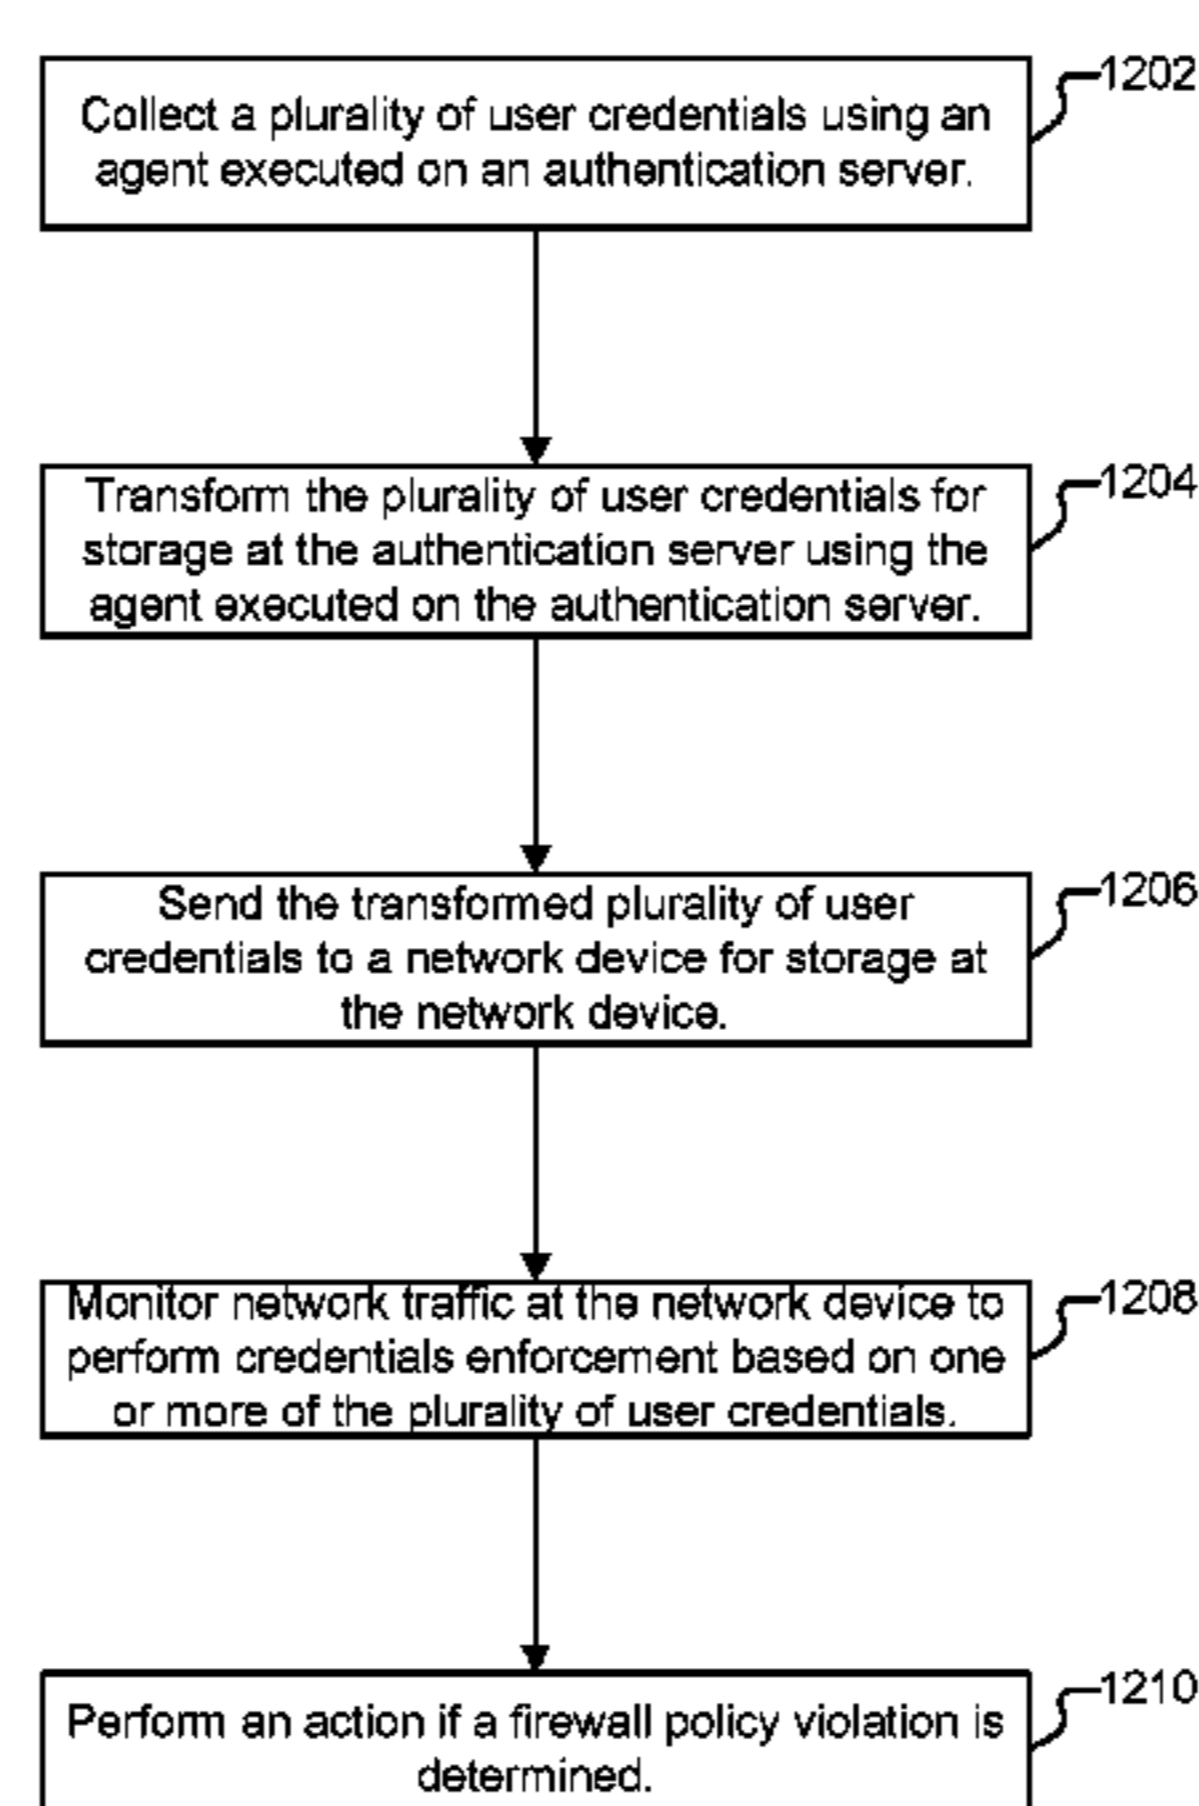 1202
Collect a plurality of user credentials using an
agent executed on an authentication server.
1204
Transform the plurality of user credentials for
storage at the authentication server using the
agent executed on the authentication server.
1206
Send the transformed plurality of user
credentials to a network device for storage at
the network device.
1208
Monitor network traffic at the network device to
perform credentials enforcement based on one
or more of the plurality of user credentials.
1210
Perform an action if a firewall policy violation is
determined.